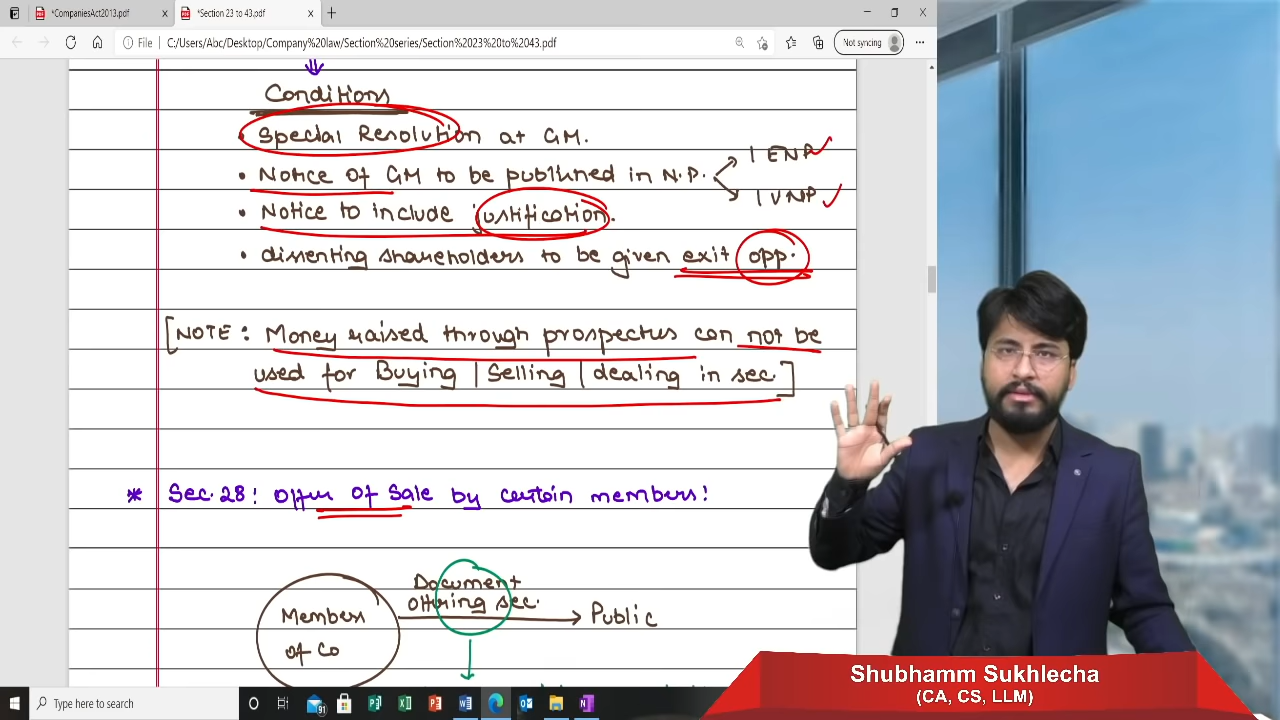 *CompaniesAct2013.pdf
*Section 23 to 43.pdf
File
C:/Users/Abc/Desktop/Company%20law/Section%20series/Section%2023%20to%2043.pdf
Not syncing
Conditions
• Special Resolution at GM.
• Notice of GM to be published in N.P.
1 ENP
1 VNP
• Notice to include justification.
• dissenting shareholders to be given exit opp.
[NOTE: Money raised through prospectus can not be
used for Buying | Selling | dealing in sec.]
* Sec. 28: Offer of Sale by certain members:
Document
offering sec.
Public
Members
of Co
Shubhamm Sukhlecha
(CA, CS, LLM)
Type here to search
91